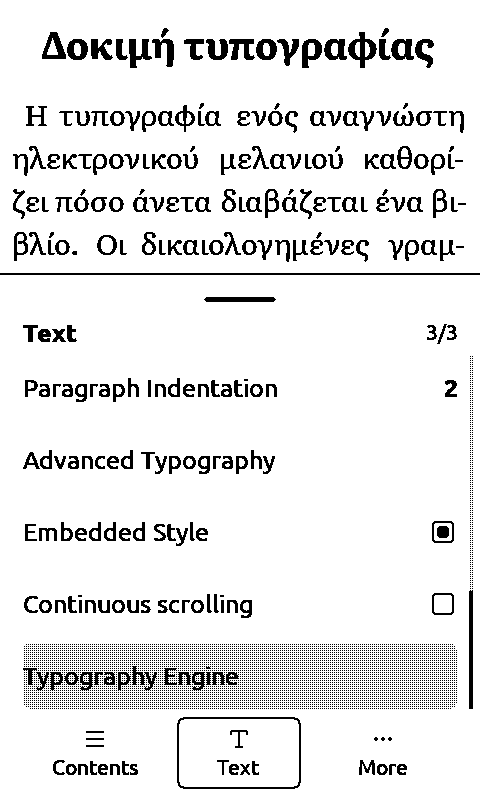 Δοκιμή τυπογραφίας
Η τυπογραφία ενός αναγνώστη
ηλεκτρονικού μελανιού καθορί-
ζει πόσο άνετα διαβάζεται ένα βι-
βλίο. Οι δικαιολογημένες γραμ-
Text 3/3
Paragraph Indentation 2
Advanced Typography
Embedded Style
Continuous scrolling
Typography Engine
Contents Text More